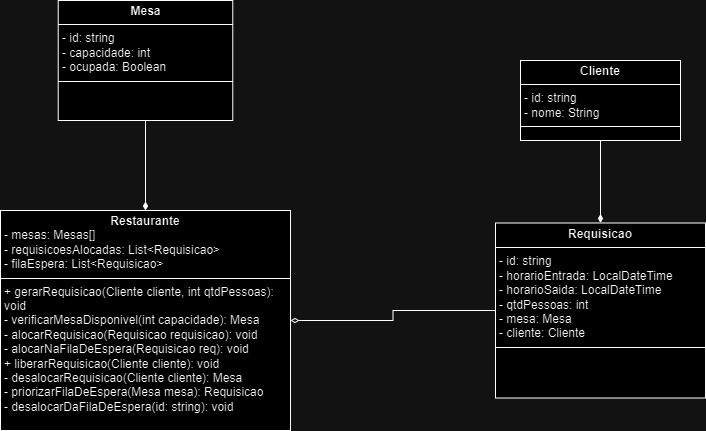 Mesa
- id: string
- capacidade: int
- ocupada: Boolean
Cliente
- id: string
- nome: String
Restaurante
- mesas: Mesas[]
- requisicoesAlocadas: List<Requisicao>
- filaEspera: List<Requisicao>
+ gerarRequisicao(Cliente cliente, int qtdPessoas):
void
- verificarMesaDisponivel(int capacidade): Mesa
- alocarRequisicao(Requisicao requisicao): void
- alocarNaFilaDeEspera(Requisicao req): void
+ liberarRequisicao(Cliente cliente): void
- desalocarRequisicao(Cliente cliente): Mesa
- priorizarFilaDeEspera(Mesa mesa): Requisicao
- desalocarDaFilaDeEspera(id: string): void
Requisicao
- id: string
- horarioEntrada: LocalDateTime
- horarioSaida: LocalDateTime
- qtdPessoas: int
- mesa: Mesa
- cliente: Cliente